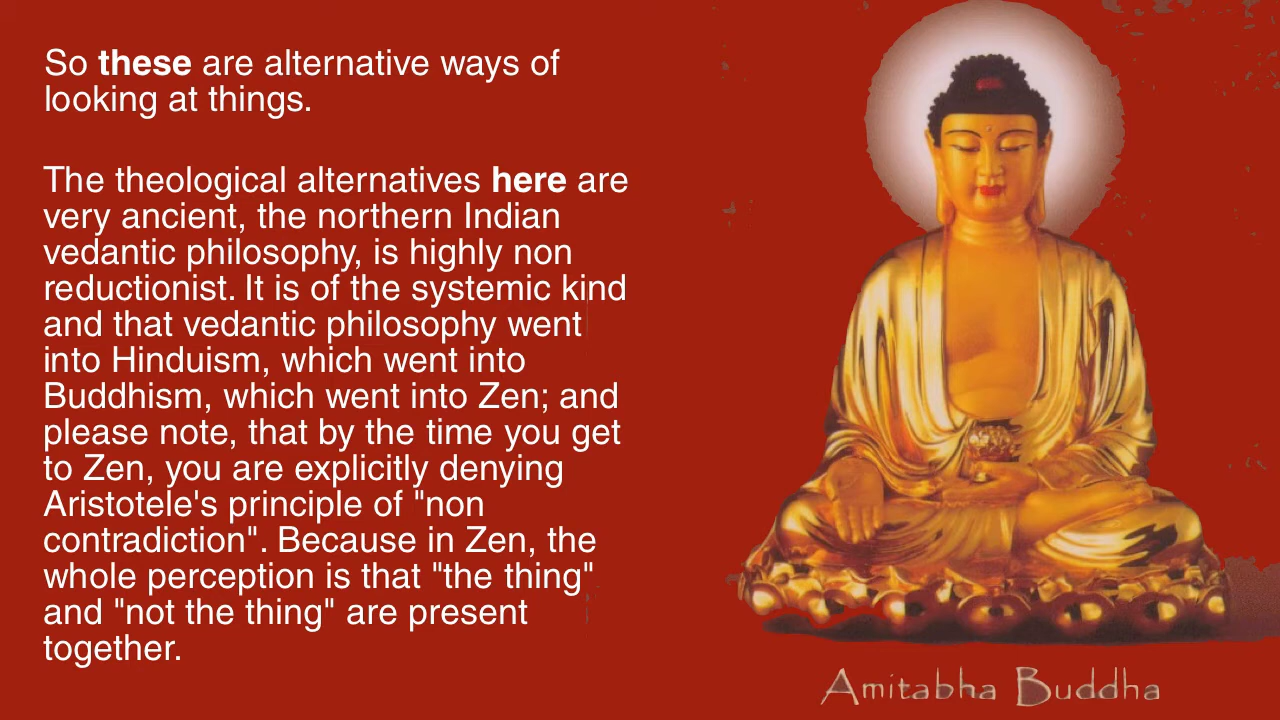 So these are alternative ways of
looking at things.
The theological alternatives here are
very ancient, the northern Indian
vedantic philosophy, is highly non
reductionist. It is of the systemic kind
and that vedantic philosophy went
into Hinduism, which went into
Buddhism, which went into Zen; and
please note, that by the time you get
to Zen, you are explicitly denying
Aristotele's principle of "non
contradiction". Because in Zen, the
whole perception is that "the thing"
and "not the thing" are present
together.
Amitabha Buddha